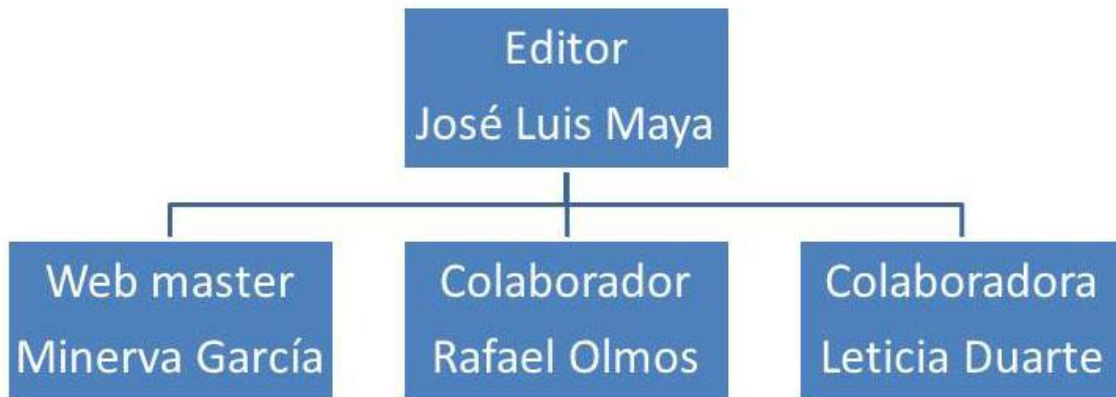 Editor
José Luis Maya
Web master
Minerva García
Colaborador
Rafael Olmos
Colaboradora
Leticia Duarte